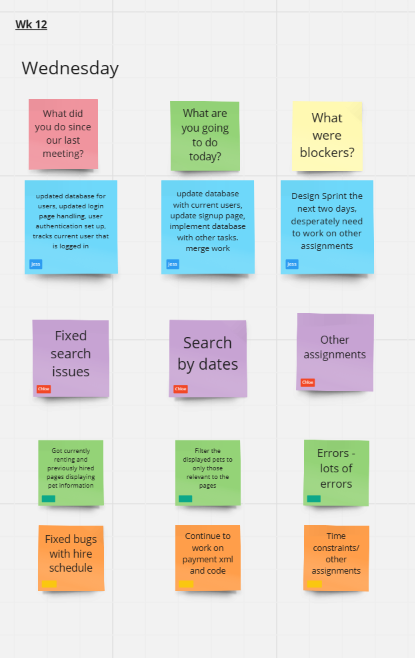 Wk 12
Wednesday
What did
you do since
our last
meeting?
What are
you going
to do
today?
What
were
blockers?
updated database for
users, updated login
page handling, user
authentication set up,
tracks current user that
is logged in
Jess
update database
with current users,
update signup page,
implement database
with other tasks.
merge work
Jess
Design Sprint the
next two days,
desperately need
to work on other
assignments
Jess
Fixed
search
issues
Chloe
Search
by dates
Chloe
Other
assignments
Chloe
Got currently
renting and
previously hired
pages displaying
pet information
Filter the
displayed pets to
only those
relevant to the
pages
Errors -
lots of
errors
Fixed bugs
with hire
schedule
Continue to
work on
payment xml
and code
Time
constraints/
other
assignments